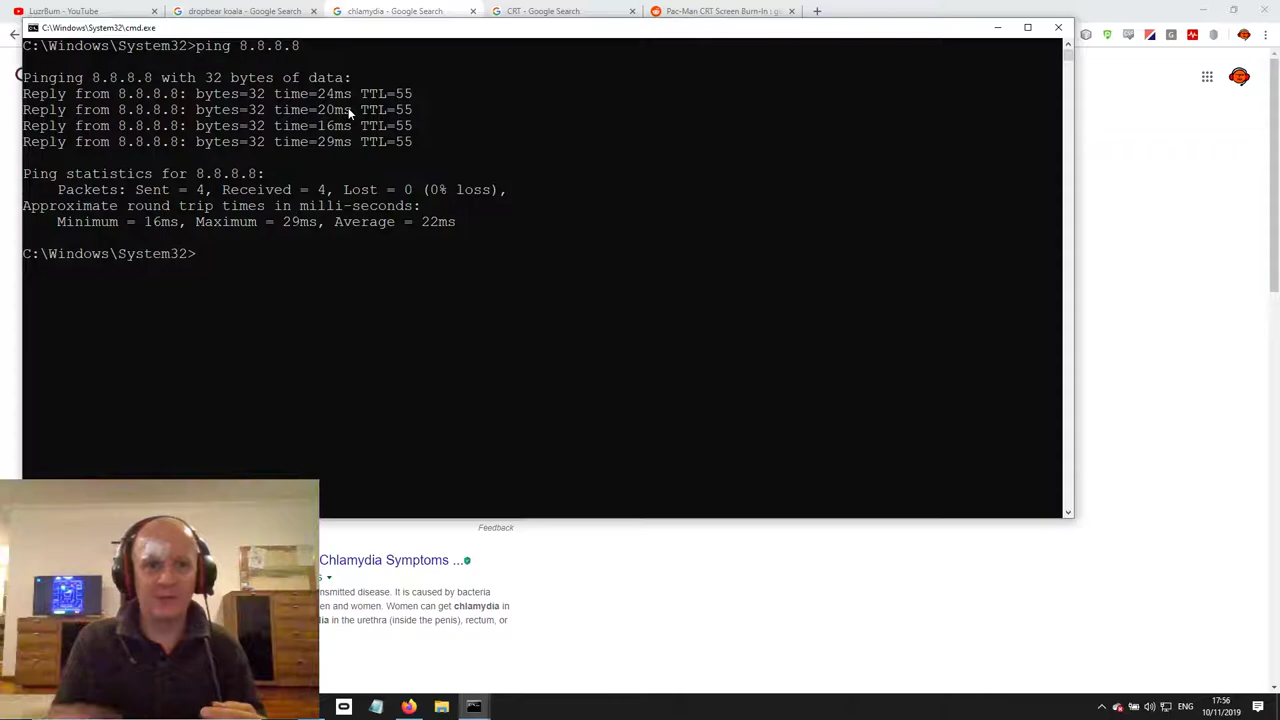 LuzrBum - YouTube
dropbear koala - Google Search
chlamydia - Google Search
CRT - Google Search
Pac-Man CRT Screen Burn-In : g
C:\Windows\System32\cmd.exe
C:\Windows\System32>ping 8.8.8.8
Pinging 8.8.8.8 with 32 bytes of data:
Reply from 8.8.8.8: bytes=32 time=24ms TTL=55
Reply from 8.8.8.8: bytes=32 time=20ms TTL=55
Reply from 8.8.8.8: bytes=32 time=16ms TTL=55
Reply from 8.8.8.8: bytes=32 time=29ms TTL=55
Ping statistics for 8.8.8.8:
Packets: Sent = 4, Received = 4, Lost = 0 (0% loss),
Approximate round trip times in milli-seconds:
Minimum = 16ms, Maximum = 29ms, Average = 22ms
C:\Windows\System32>
Feedback
Chlamydia Symptoms ...
nsmitted disease. It is caused by bacteria
en and women. Women can get chlamydia in
dia in the urethra (inside the penis), rectum, or
ENG
17:56
10/11/2019